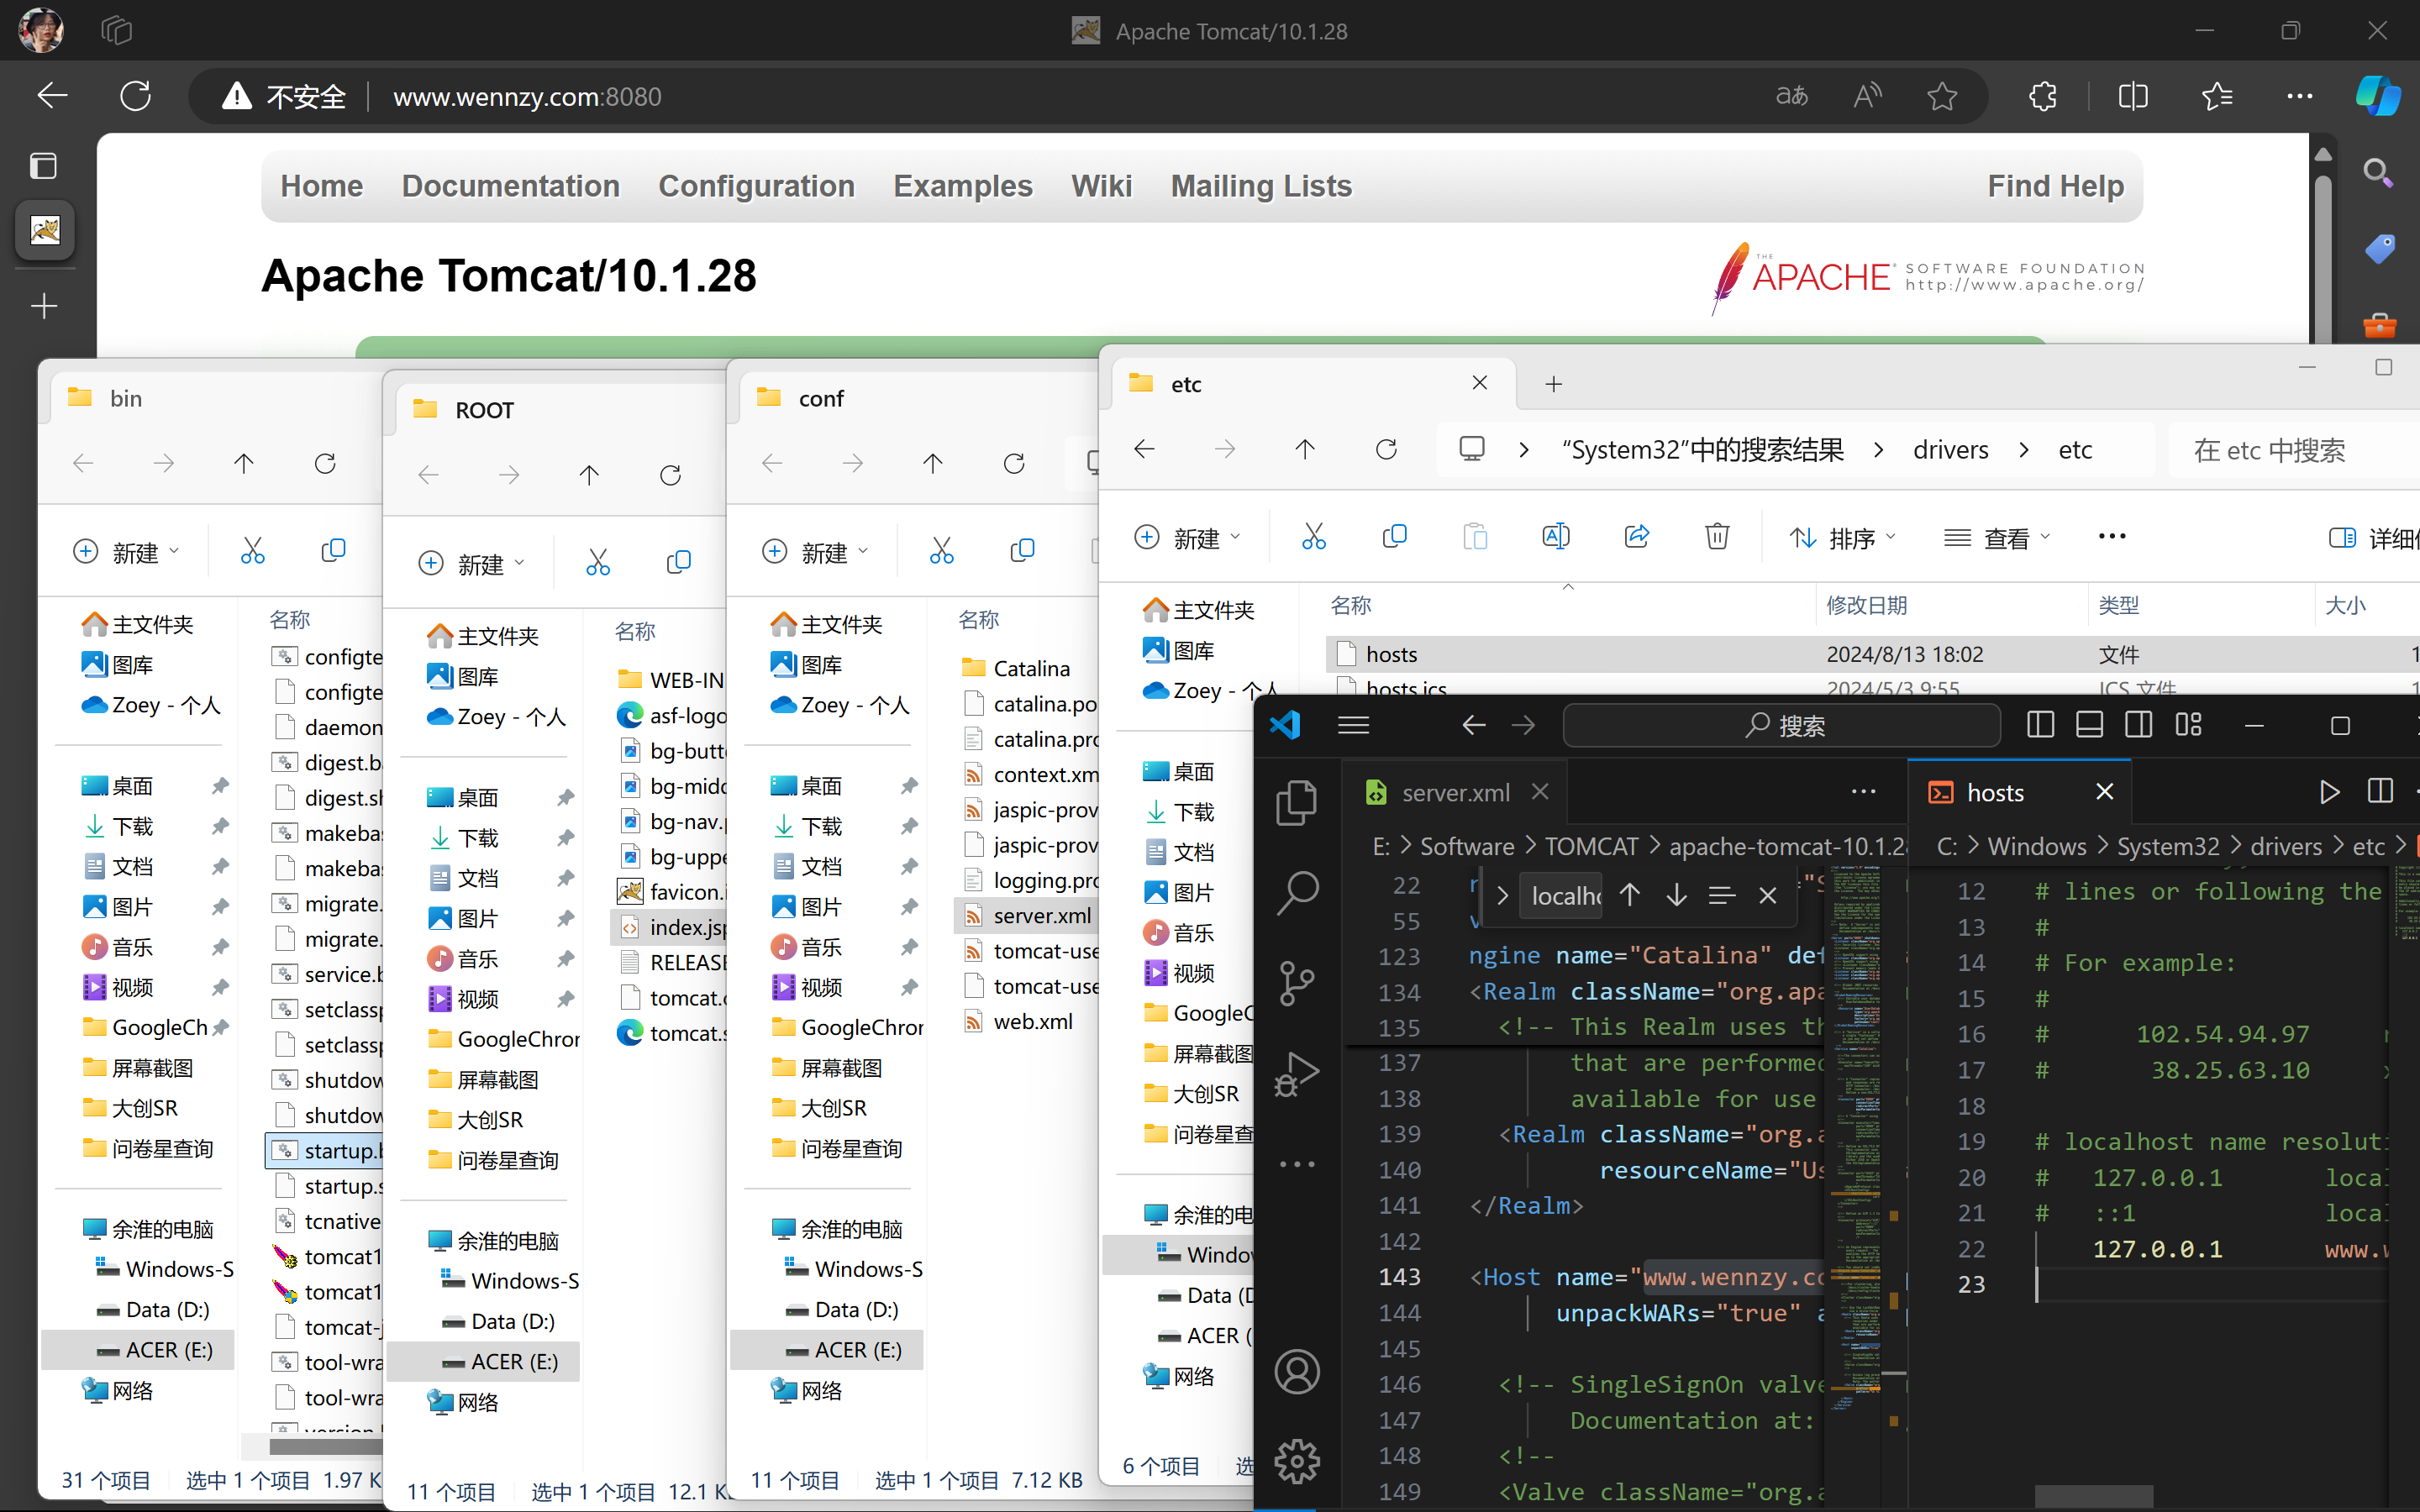 Apache Tomcat/10.1.28
不安全
www.wennzy.com:8080
aあ
Home Documentation Configuration Examples Wiki Mailing Lists Find Help
Apache Tomcat/10.1.28
THE APACHE® SOFTWARE FOUNDATION
http://www.apache.org/
bin
新建
名称
主文件夹
图库
Zoey - 个人
桌面
下载
文档
图片
音乐
视频
GoogleCh
屏幕截图
大创SR
问卷星查询
余淮的电脑
Windows-S
Data (D:)
ACER (E:)
网络
configte
configte
daemon
digest.ba
digest.sh
makebas
makebas
migrate.
migrate.
service.b
setclassp
setclassp
shutdow
shutdow
startup.b
startup.s
tcnative
tomcat1
tomcat1
tomcat-j
tool-wra
tool-wra
version.
31 个项目 选中 1 个项目 1.97 K
ROOT
新建
名称
主文件夹
图库
Zoey - 个人
桌面
下载
文档
图片
音乐
视频
GoogleChror
屏幕截图
大创SR
问卷星查询
余淮的电脑
Windows-S
Data (D:)
ACER (E:)
网络
WEB-IN
asf-logo
bg-butt
bg-midd
bg-nav.p
bg-uppe
favicon.i
index.jsp
RELEASE
tomcat.
tomcat.s
11 个项目 选中 1 个项目 12.1 K
conf
新建
名称
主文件夹
图库
Zoey - 个人
桌面
下载
文档
图片
音乐
视频
GoogleChror
屏幕截图
大创SR
问卷星查询
余淮的电脑
Windows-S
Data (D:)
ACER (E:)
网络
Catalina
catalina.po
catalina.pro
context.xm
jaspic-prov
jaspic-prov
logging.pro
server.xml
tomcat-use
tomcat-use
web.xml
11 个项目 选中 1 个项目 7.12 KB
etc
“System32”中的搜索结果 drivers etc
在 etc 中搜索
新建 排序 查看 详细
名称 修改日期 类型 大小
hosts 2024/8/13 18:02 文件 1
hosts.ics 2024/5/3 9:55 ICS 文件 1
主文件夹
图库
Zoey - 个人
桌面
下载
文档
图片
音乐
视频
GoogleC
屏幕截图
大创SR
问卷星查
余淮的电
Windov
Data (D
ACER (
网络
6 个项目 选
搜索
server.xml
E: > Software > TOMCAT > apache-tomcat-10.1.2
localho
22
55
123 ngine name="Catalina" def
134 <Realm className="org.apa
135 <!-- This Realm uses th
137 that are performed
138 available for use
139 <Realm className="org.a
140 resourceName="Us
141 </Realm>
142
143 <Host name="www.wennzy.co
144 unpackWARs="true" a
145
146 <!-- SingleSignOn valve
147 Documentation at:
148 <!--
149 <Valve className="org.a
hosts
C: > Windows > System32 > drivers > etc >
12 # lines or following the
13 #
14 # For example:
15 #
16 # 102.54.94.97
17 # 38.25.63.10
18
19 # localhost name resoluti
20 # 127.0.0.1 local
21 # ::1 local
22 127.0.0.1 www.w
23